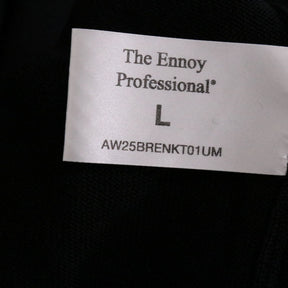 The Ennoy
Professional®
L
AW25BRENKT01UM